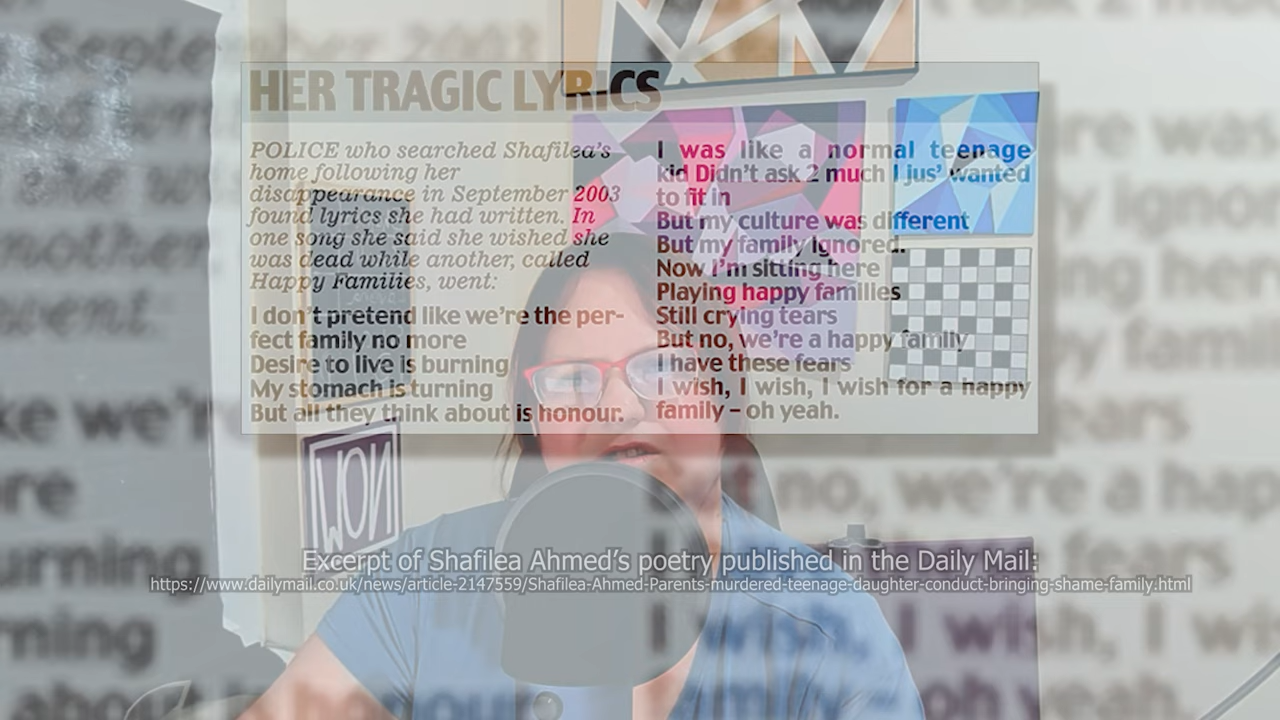 HER TRAGIC LYRICS
POLICE who searched Shafilea's
home following her
disappearance in September 2003
found lyrics she had written. In
one song she said she wished she
was dead while another, called
Happy Families, went:
I don't pretend like we're the per-
fect family no more
Desire to live is burning
My stomach is turning
But all they think about is honour.
I was like a normal teenage
kid Didn't ask 2 much I jus' wanted
to fit in
But my culture was different
But my family ignored.
Now I'm sitting here
Playing happy families
Still crying tears
But no, we're a happy family
I have these fears
I wish, I wish, I wish for a happy
family – oh yeah.
NOW
Excerpt of Shafilea Ahmed's poetry published in the Daily Mail:
https://www.dailymail.co.uk/news/article-2147559/Shafilea-Ahmed-Parents-murdered-teenage-daughter-conduct-bringing-shame-family.html